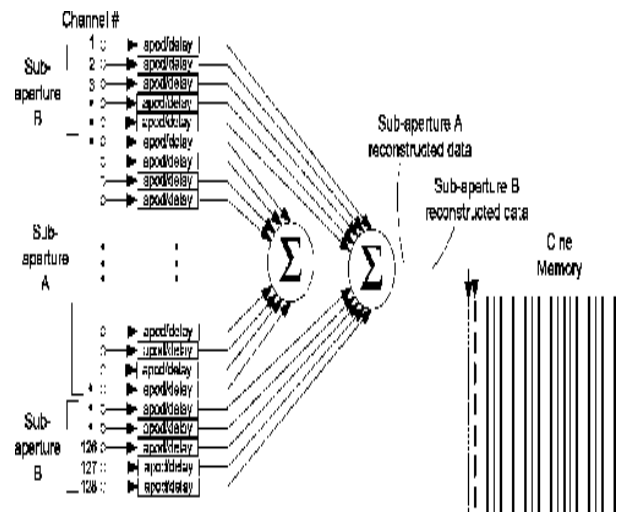 Channel #
Sub-
aperture
B
1 apod/delay
2 apod/delay
3 apod/delay
apod/delay
apod/delay
apod/delay
apod/delay
apod/delay
apod/delay
Sub-
aperture
A
Σ
Σ
Sub-aperture A
reconstructed data
Sub-aperture B
reconstructed data
Cine
Memory
apod/delay
apod/delay
apod/delay
apod/delay
Sub-
aperture
B
apod/delay
apod/delay
126 apod/delay
127 apod/delay
128 apod/delay